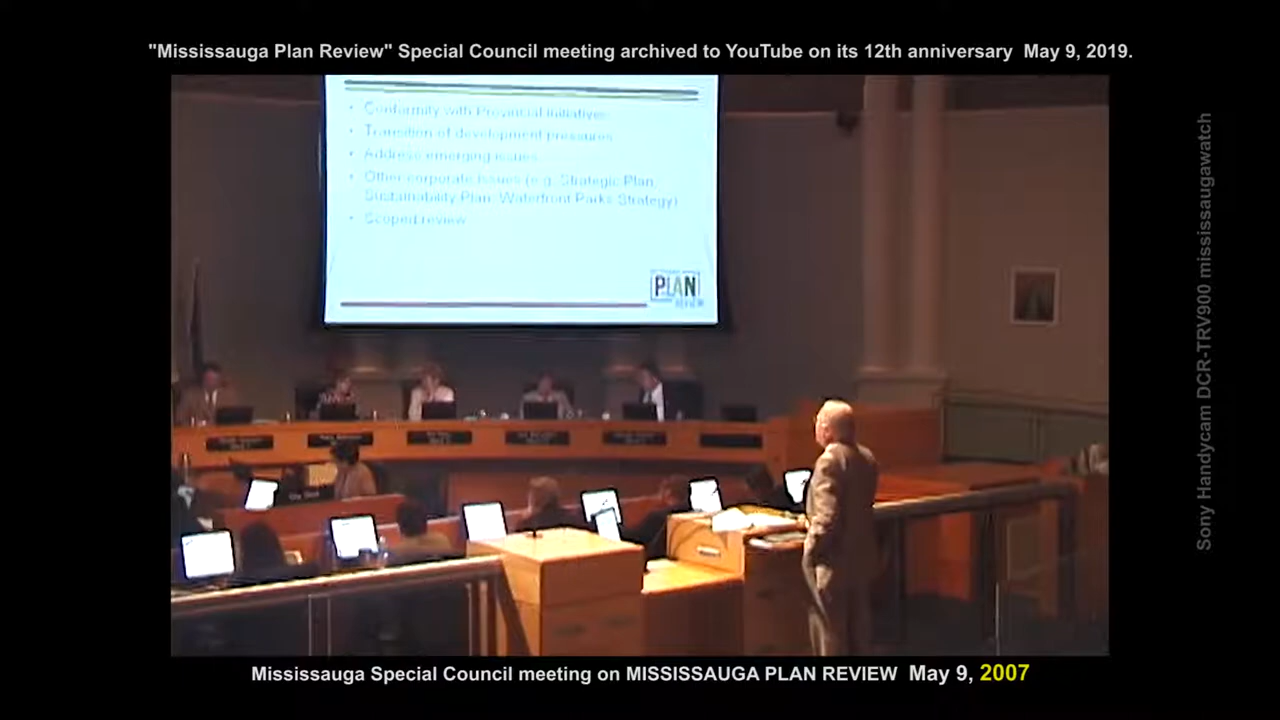 "Mississauga Plan Review" Special Council meeting archived to YouTube on its 12th anniversary May 9, 2019.
• Conformity with Provincial Initiatives
• Transition of development pressures
• Address emerging issues
• Other corporate issues (e.g. Strategic Plan,
Sustainability Plan, Waterfront Parks Strategy)
• Scoped review
PLAN
REVIEW
Sony Handycam DCR-TRV900 mississaugawatch
Mississauga Special Council meeting on MISSISSAUGA PLAN REVIEW May 9, 2007